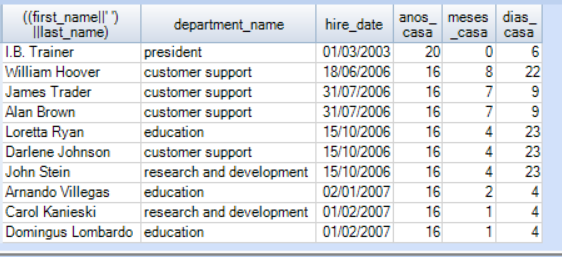 ((first_name||' ')||last_name) department_name hire_date anos_casa meses_casa dias_casa
I.B. Trainer president 01/03/2003 20 0 6
William Hoover customer support 18/06/2006 16 8 22
James Trader customer support 31/07/2006 16 7 9
Alan Brown customer support 31/07/2006 16 7 9
Loretta Ryan education 15/10/2006 16 4 23
Darlene Johnson customer support 15/10/2006 16 4 23
John Stein research and development 15/10/2006 16 4 23
Arnando Villegas education 02/01/2007 16 2 4
Carol Kanieski research and development 01/02/2007 16 1 4
Domingus Lombardo education 01/02/2007 16 1 4